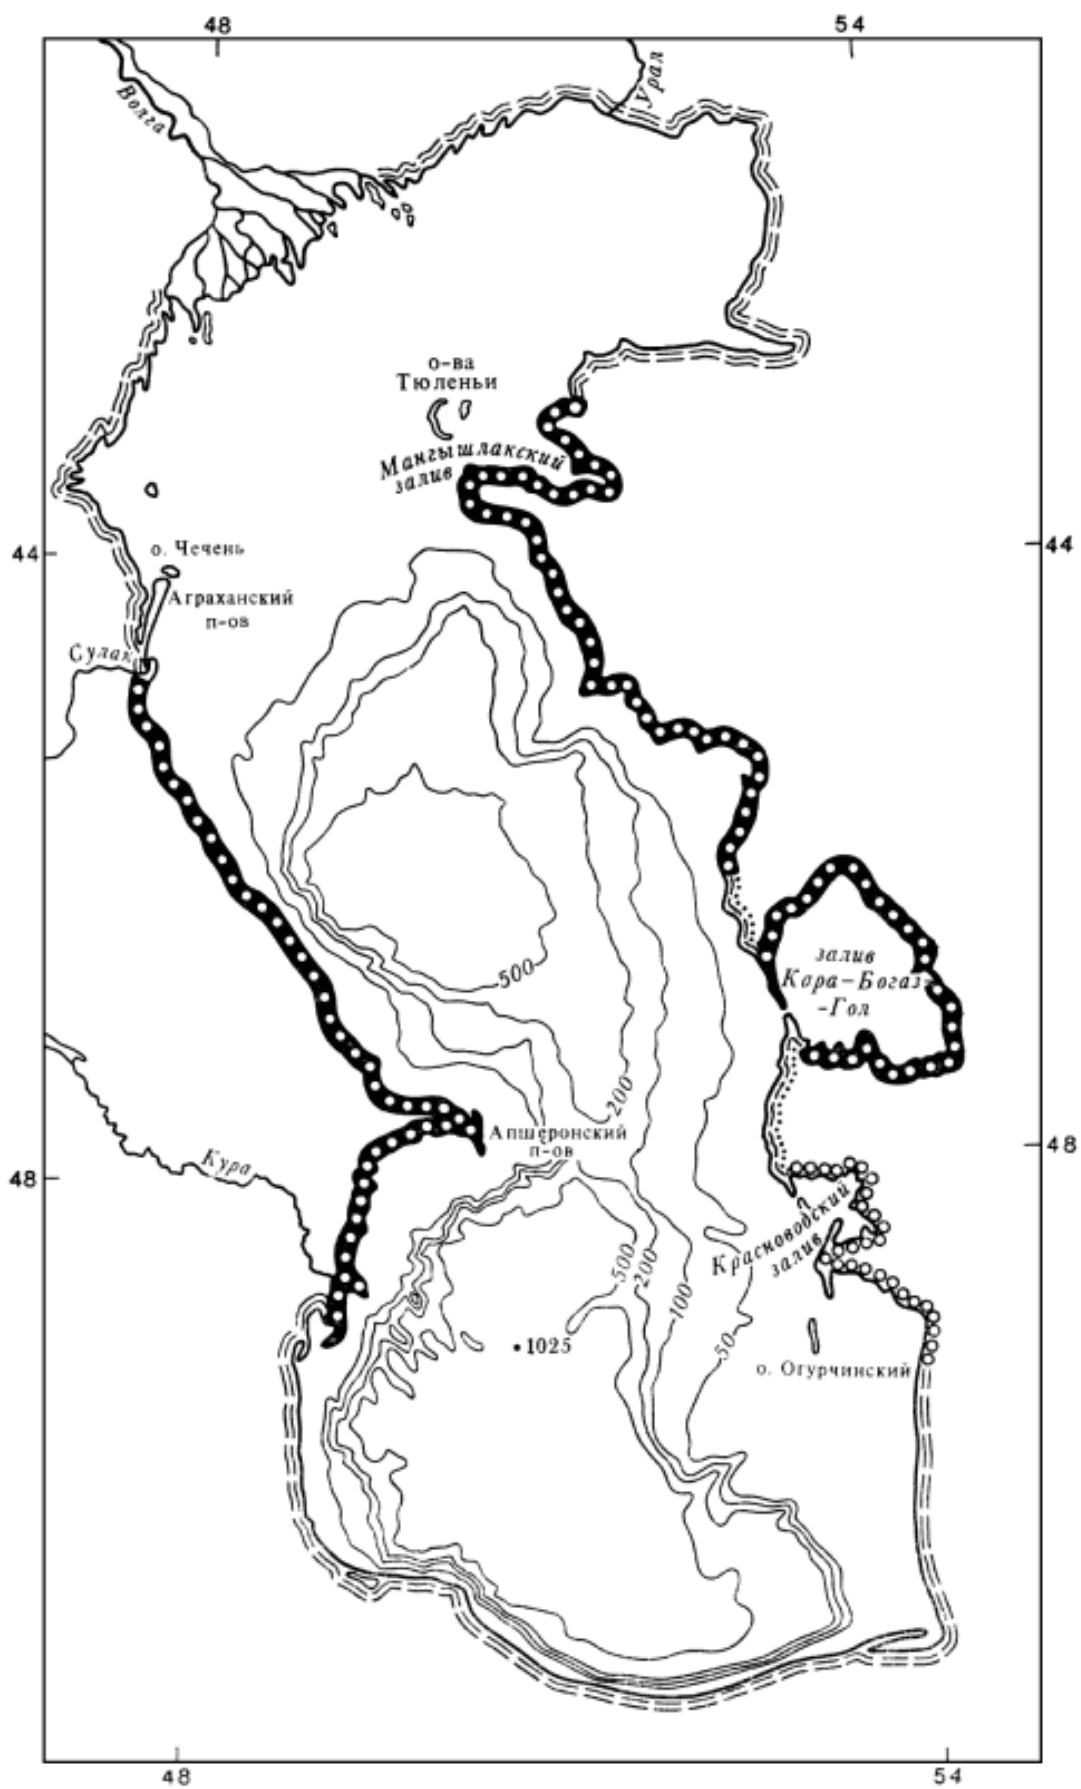 48
54
Волга
Урал
о-ва
Тюленьи
Мангышлакский
залив
44
44
о. Чечень
Аграханский
п-ов
Сулак
500
залив
Кара-Богаз-
-Гол
200
Апшеронский
п-ов
48
48
Кура
Красноводский
залив
500
200
100
50
1025
о. Огурчинский
48
54